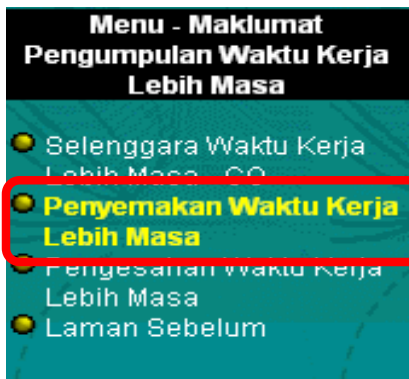 Menu - Maklumat
Pengumpulan Waktu Kerja
Lebih Masa
Selenggara Waktu Kerja
Lebih Masa - CO
Penyemakan Waktu Kerja
Lebih Masa
Pengesahan Waktu Kerja
Lebih Masa
Laman Sebelum